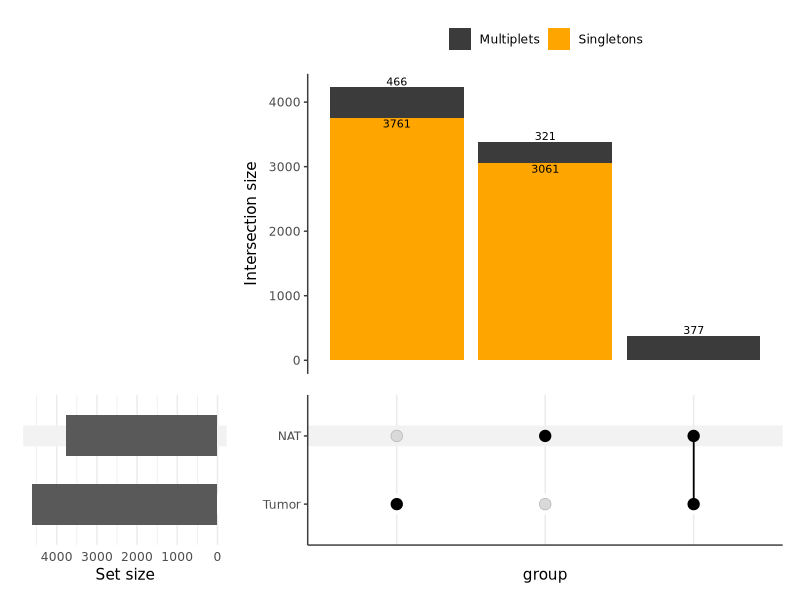 Multiplets Singletons
466
4000
3761
321
3000
3061
2000
1000
377
0
Intersection size
NAT
Tumor
4000 3000 2000 1000 0
Set size
group